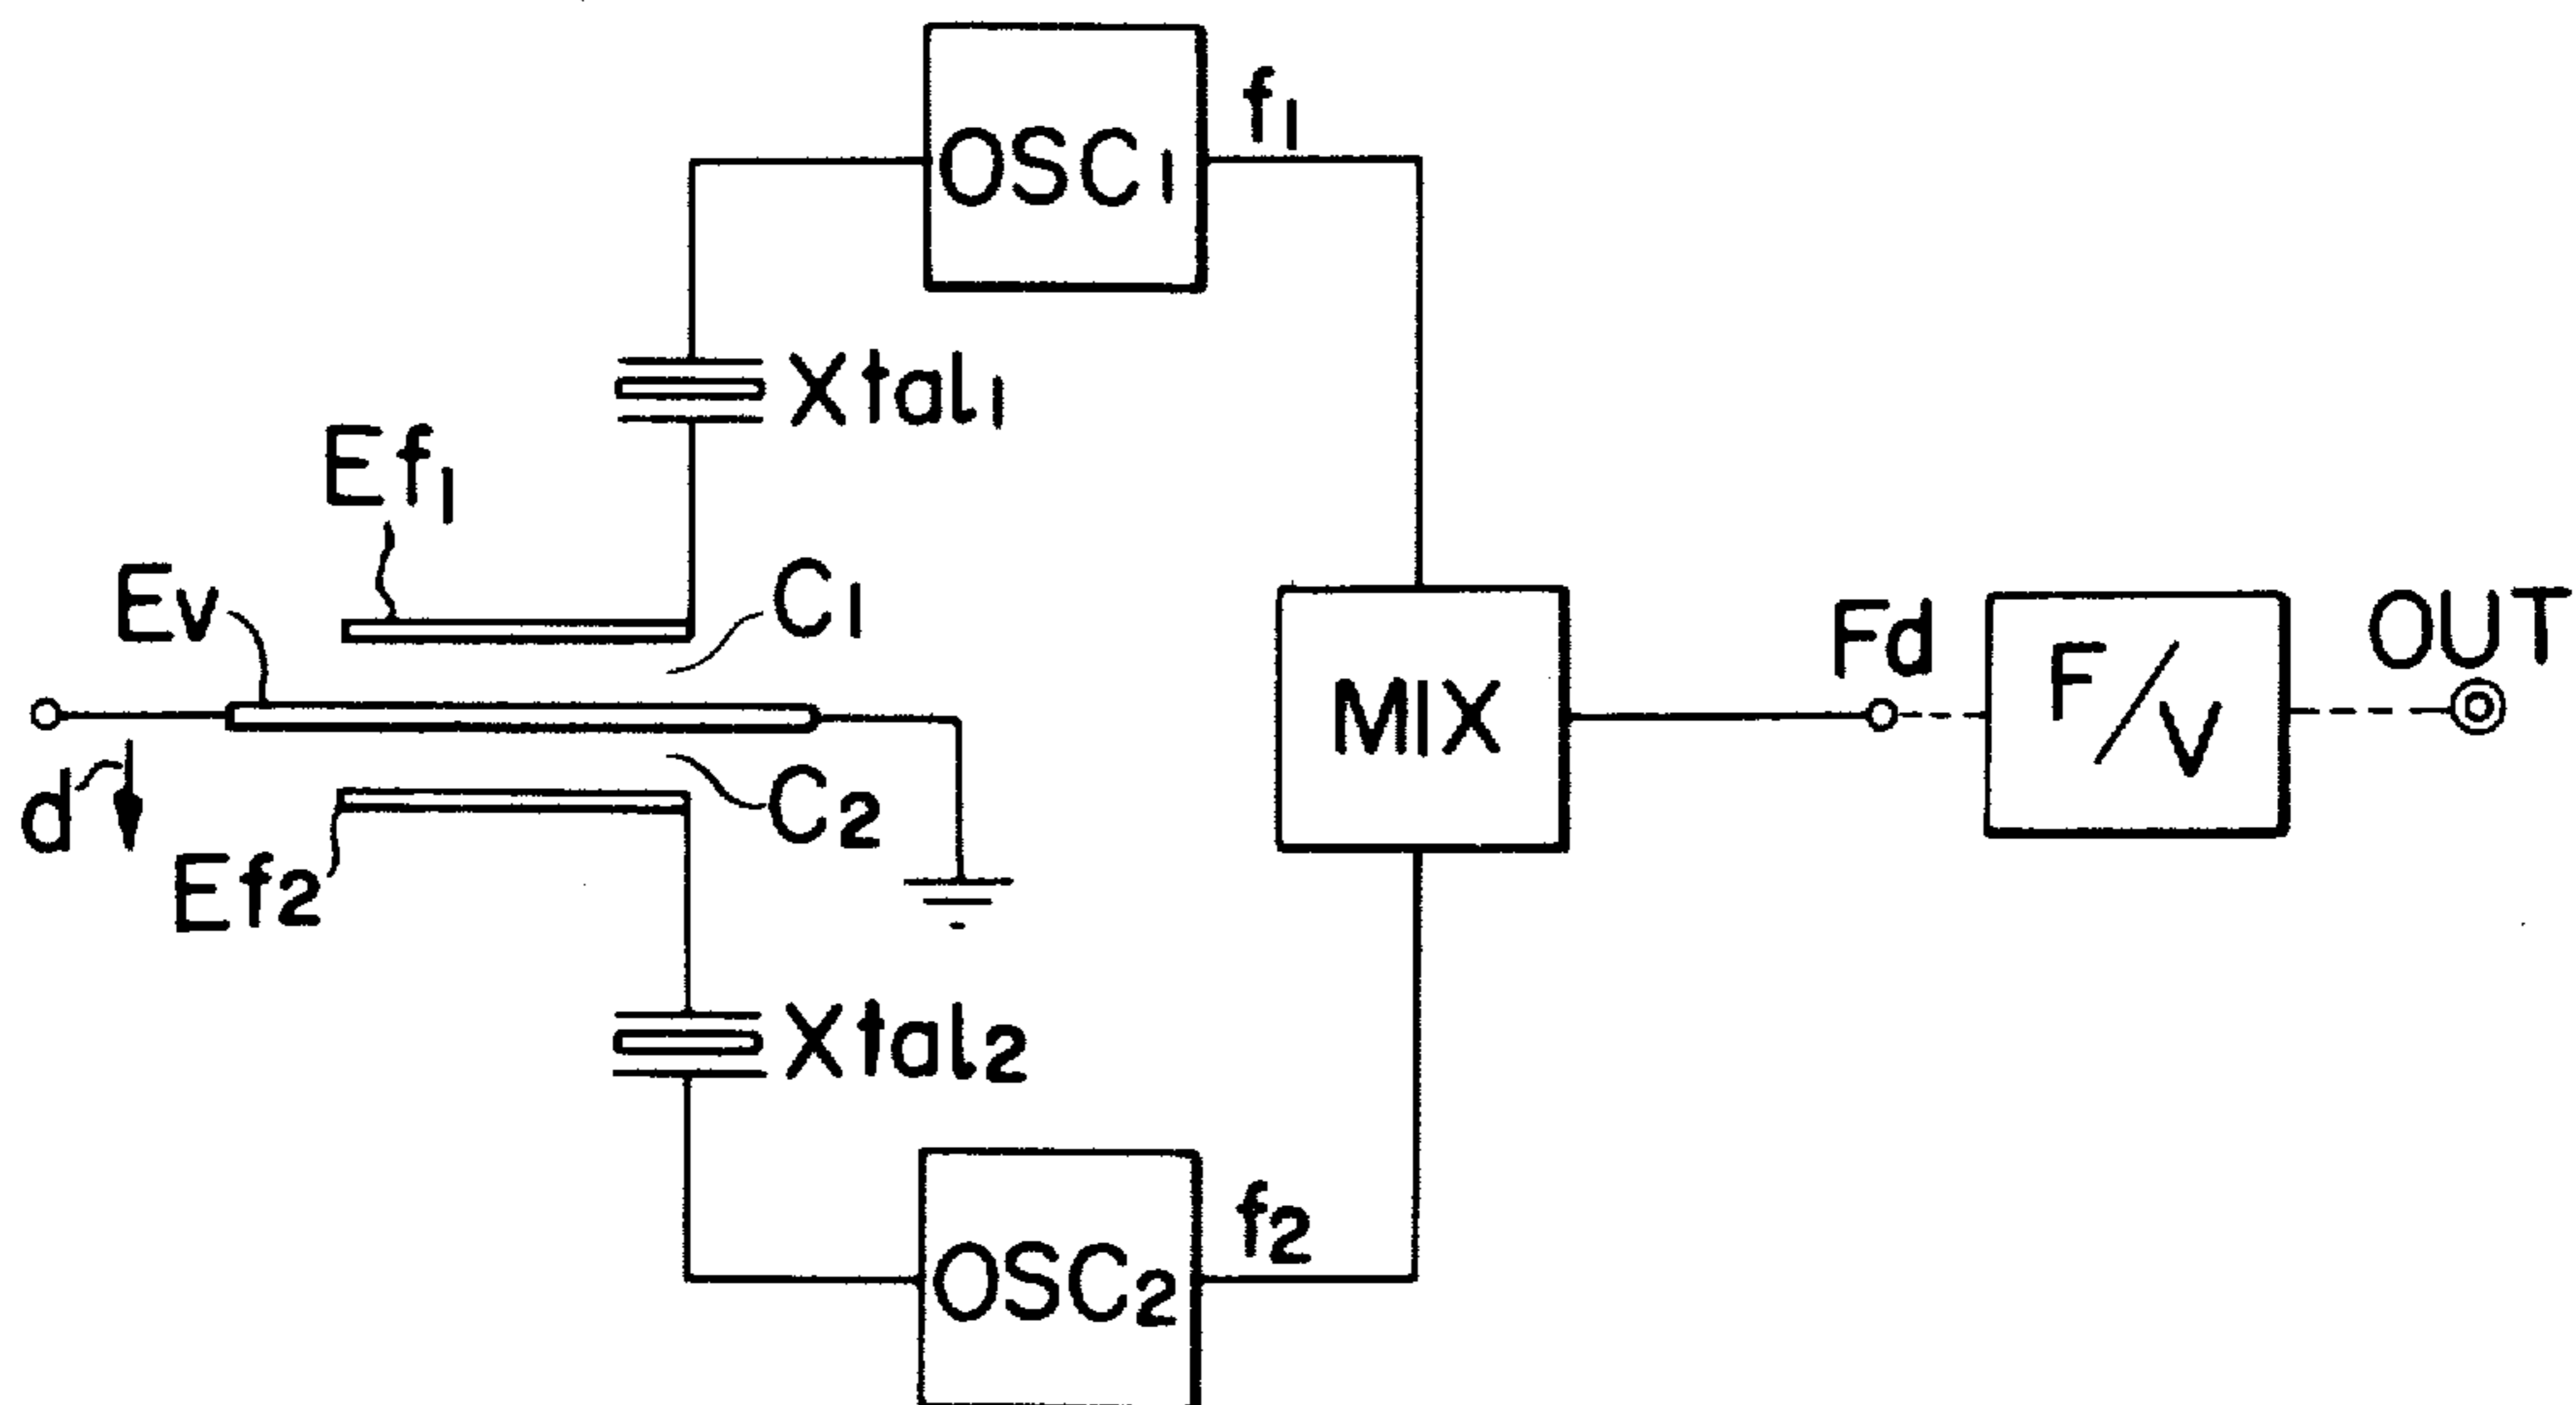 OSC1
f1
Xtal1
Ef1
Ev
C1
d
C2
Ef2
MIX
Fd
F/V
OUT
Xtal2
OSC2
f2